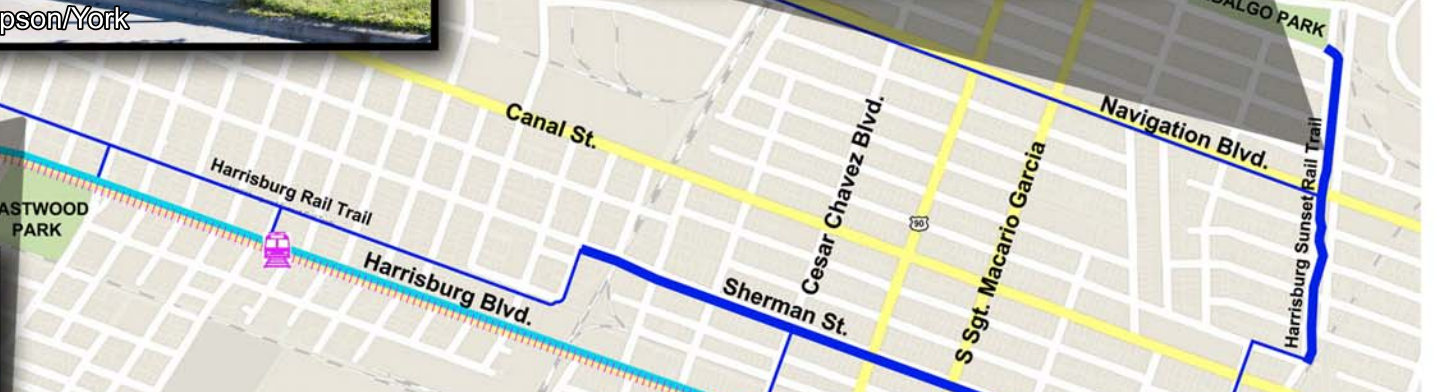 pson/York
DALGO PARK
Canal St.
Navigation Blvd.
Cesar Chavez Blvd.
S Sgt. Macario Garcia
90
Harrisburg Sunset Rail Trail
Harrisburg Rail Trail
ASTWOOD
PARK
Harrisburg Blvd.
Sherman St.